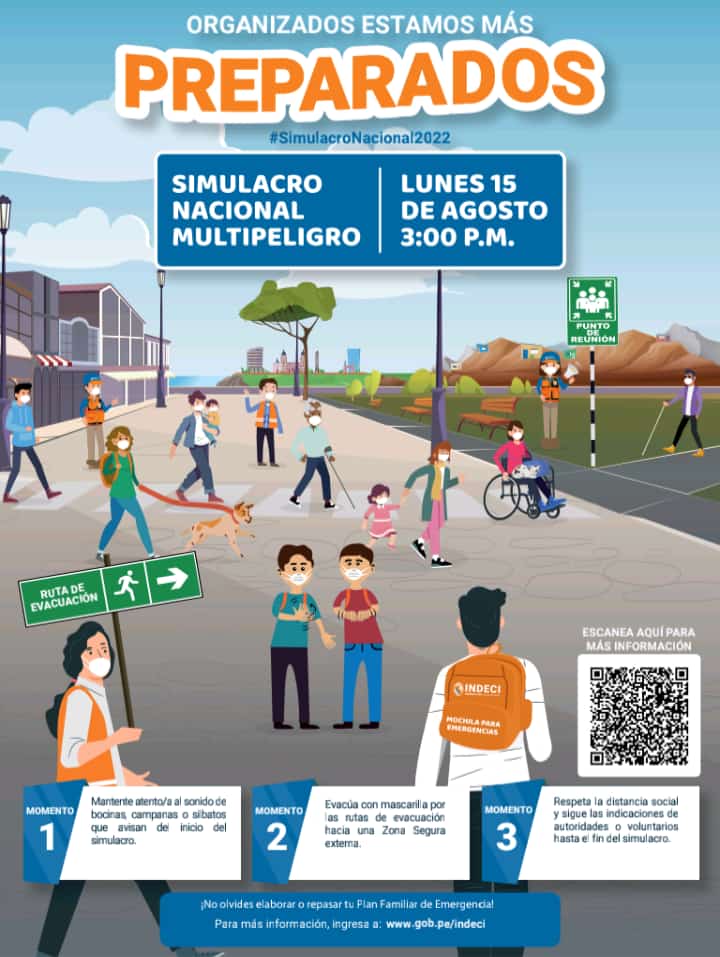 ORGANIZADOS ESTAMOS MÁS
PREPARADOS
#SimulacroNacional2022
SIMULACRO
NACIONAL
MULTIPELIGRO
LUNES 15
DE AGOSTO
3:00 P.M.
PUNTO
DE
REUNIÓN
RUTA DE
EVACUACIÓN
ESCANEA AQUÍ PARA
MÁS INFORMACIÓN
INDECI
MOCHILA PARA
EMERGENCIAS
MOMENTO
1
Mantente atento/a al sonido de
bocinas, campanas o silbatos
que avisan del inicio del
simulacro.
MOMENTO
2
Evacúa con mascarilla por
las rutas de evacuación
hacia una Zona Segura
externa.
MOMENTO
3
Respeta la distancia social
y sigue las indicaciones de
autoridades o voluntarios
hasta el fin del simulacro.
¡No olvides elaborar o repasar tu Plan Familiar de Emergencia!
Para más información, ingresa a: www.gob.pe/indeci